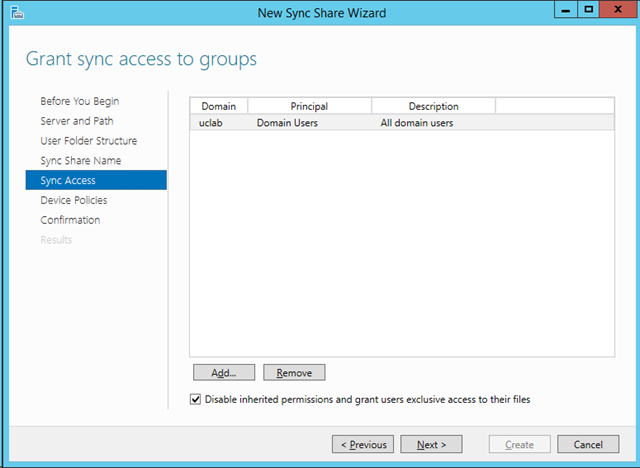 New Sync Share Wizard
Grant sync access to groups
Before You Begin
Server and Path
User Folder Structure
Sync Share Name
Sync Access
Device Policies
Confirmation
Results
Domain Principal Description
uclab Domain Users All domain users
Add... Remove
Disable inherited permissions and grant users exclusive access to their files
< Previous Next > Create Cancel